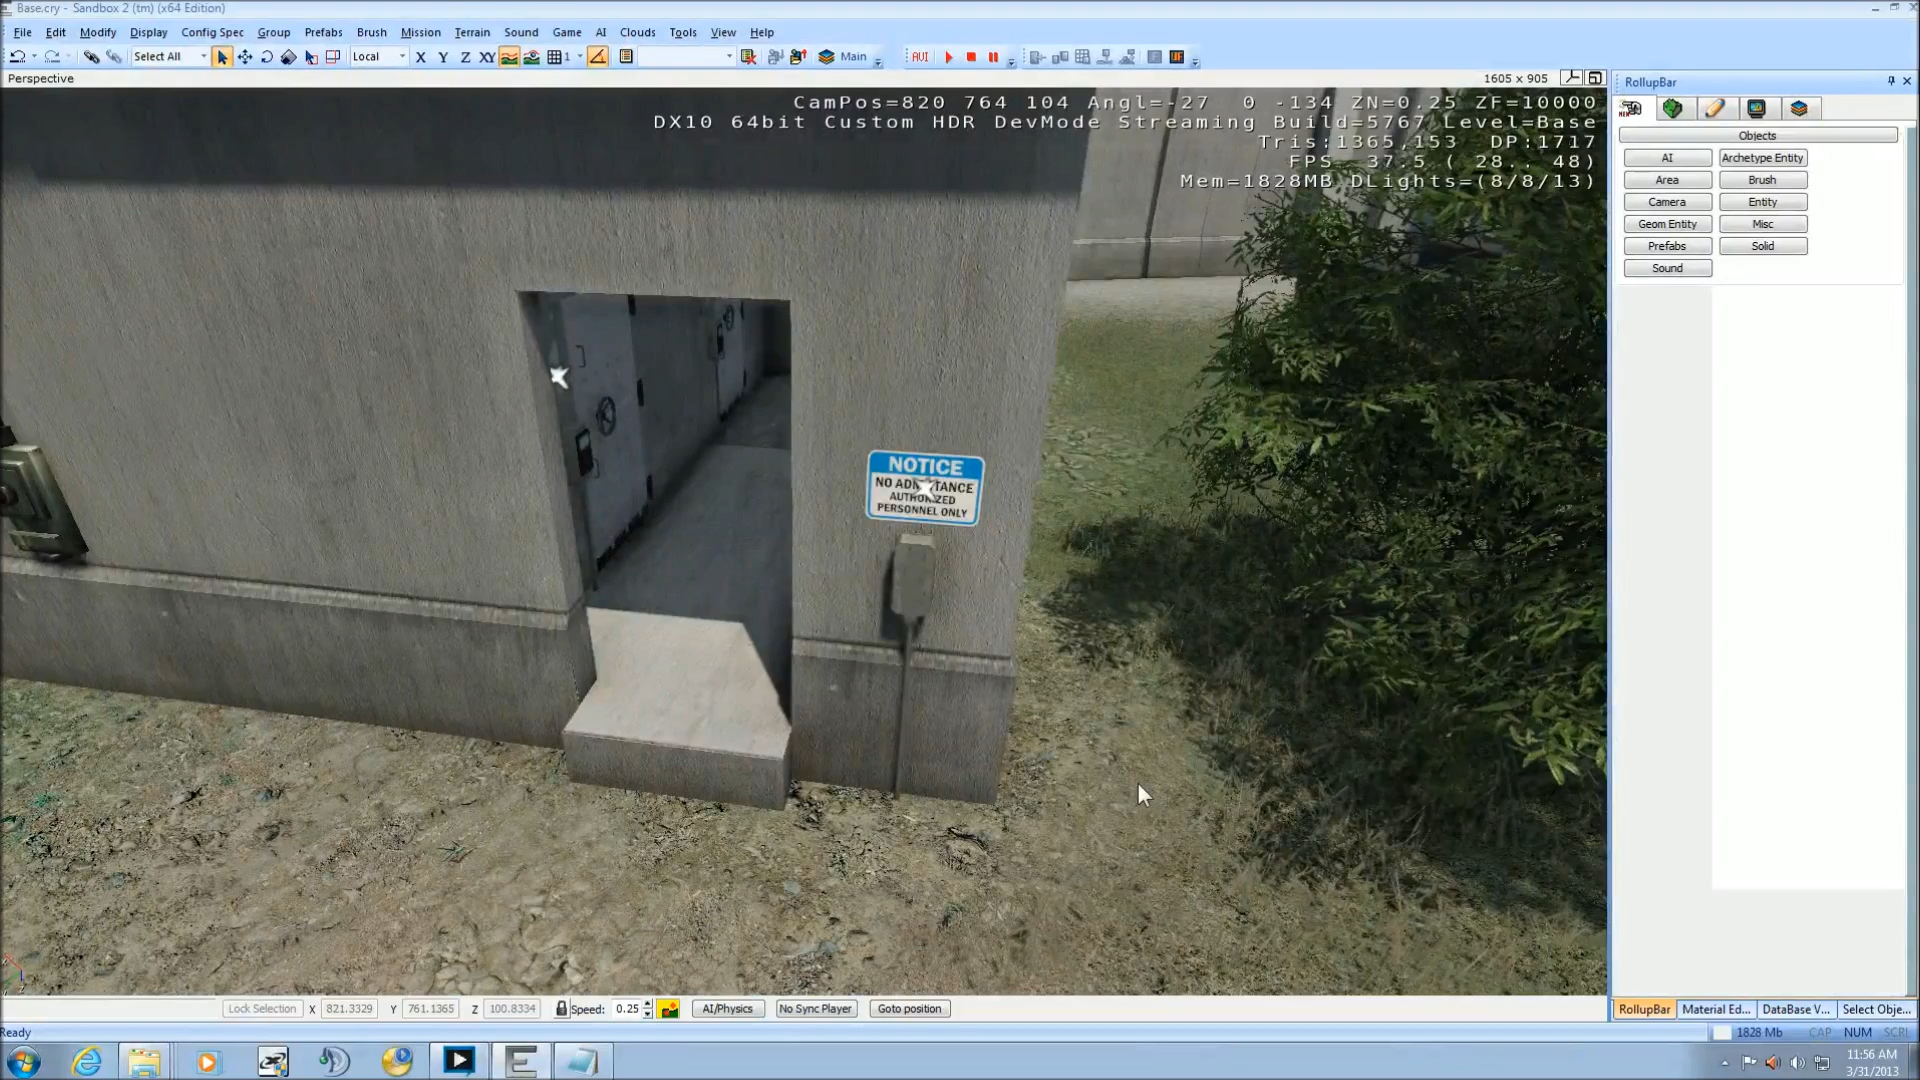 Base.cry - Sandbox 2 (tm) (x64 Edition)
File Edit Modify Display Config Spec Group Prefabs Brush Mission Terrain Sound Game AI Clouds Tools View Help
Select All Local X Y Z XY 1 Main AVI
Perspective 1605 x 905
CamPos=820 764 104 Angl=-27 0 -134 ZN=0.25 ZF=10000
DX10 64bit Custom HDR DevMode Streaming Build=5767 Level=Base
Tris:1365,153 DP:1717
FPS 37.5 ( 28.. 48)
Mem=1828MB DLights=(8/8/13)
NOTICE
AUTHORIZED
PERSONNEL ONLY
RollupBar
Objects
AI Archetype Entity
Area Brush
Camera Entity
Geom Entity Misc
Prefabs Solid
Sound
Lock Selection X 821.3329 Y 761.1365 Z 100.8334 Speed: 0.25 AI/Physics No Sync Player Goto position
RollupBar Material Ed... DataBase V... Select Obje...
Ready 1828 Mb CAP NUM SCRL
11:56 AM
3/31/2013